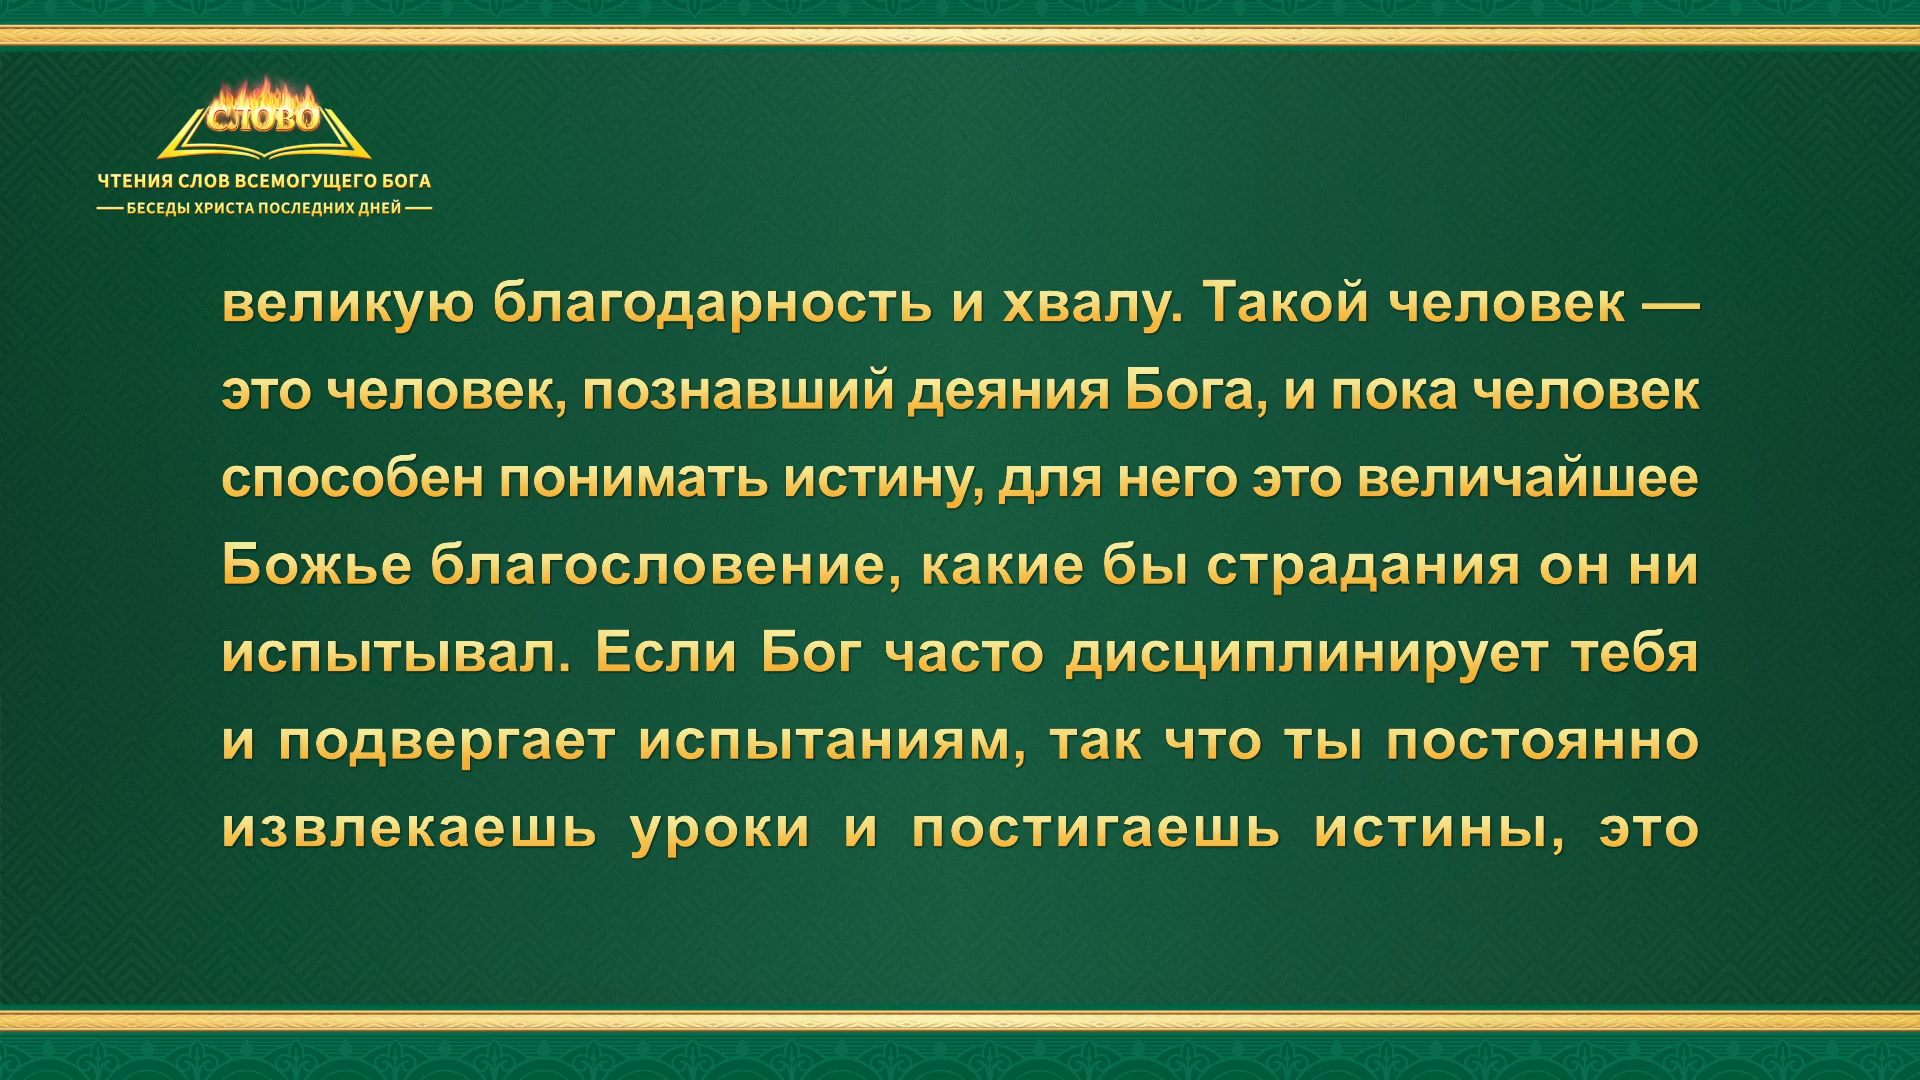 СЛОВО
ЧТЕНИЯ СЛОВ ВСЕМОГУЩЕГО БОГА
БЕСЕДЫ ХРИСТА ПОСЛЕДНИХ ДНЕЙ
великую благодарность и хвалу. Такой человек —
это человек, познавший деяния Бога, и пока человек
способен понимать истину, для него это величайшее
Божье благословение, какие бы страдания он ни
испытывал. Если Бог часто дисциплинирует тебя
и подвергает испытаниям, так что ты постоянно
извлекаешь уроки и постигаешь истины, это